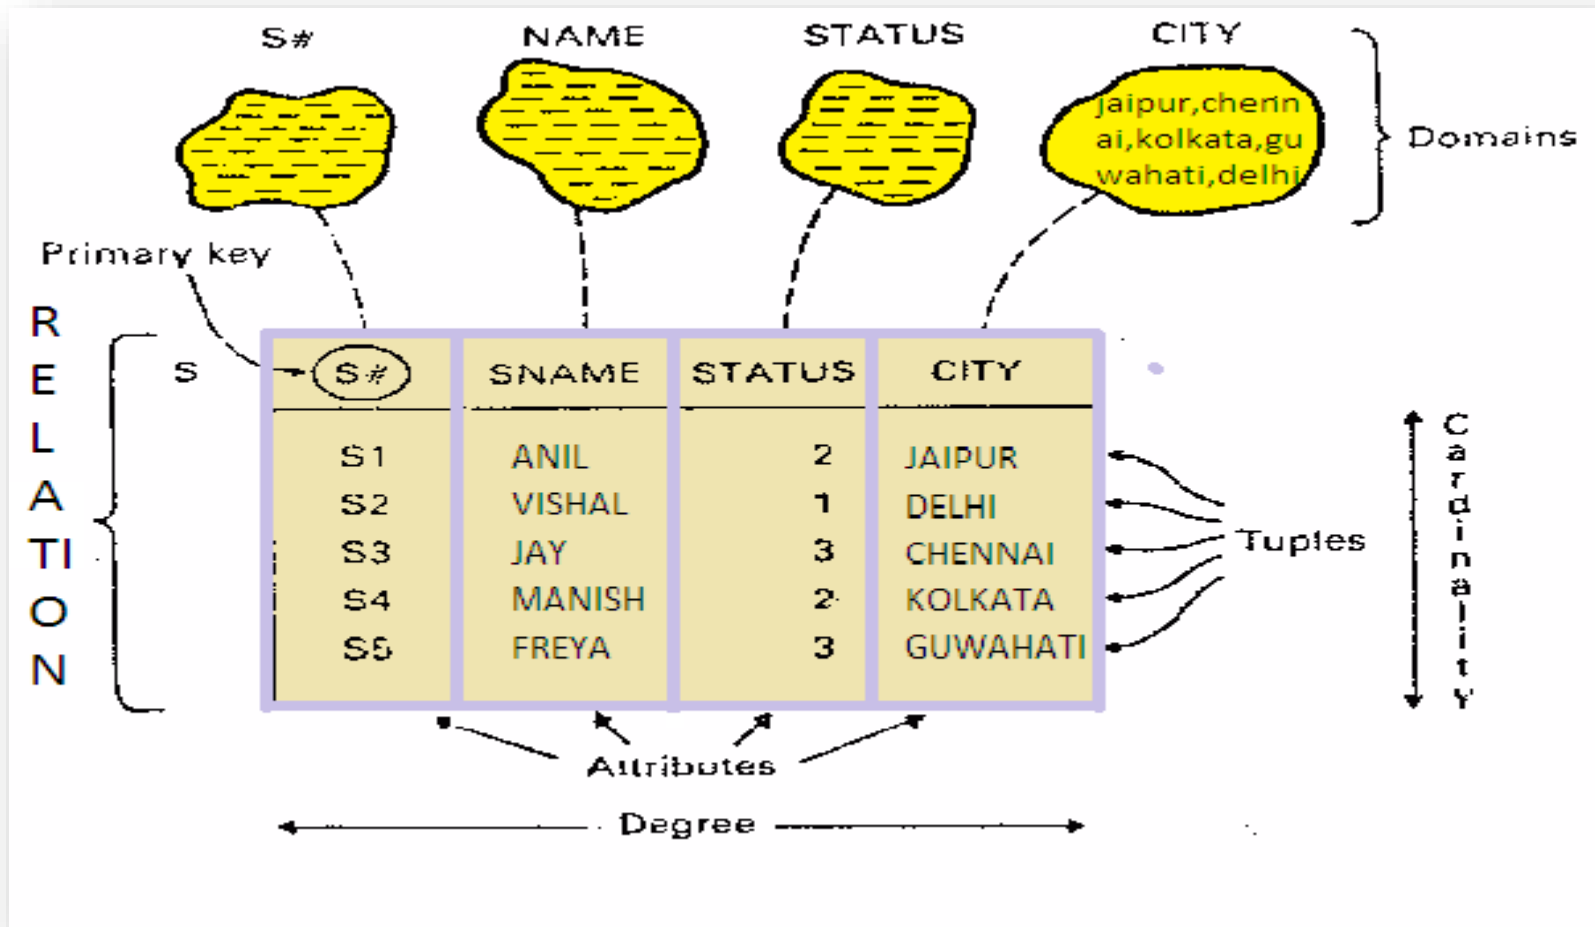 S# NAME STATUS CITY
jaipur,chenn
ai,kolkata,gu
wahati,delhi
Domains
Primary key
RELATION
S S# SNAME STATUS CITY
S1 ANIL 2 JAIPUR
S2 VISHAL 1 DELHI
S3 JAY 3 CHENNAI
S4 MANISH 2 KOLKATA
S5 FREYA 3 GUWAHATI
Tuples
Cardinality
Attributes
Degree